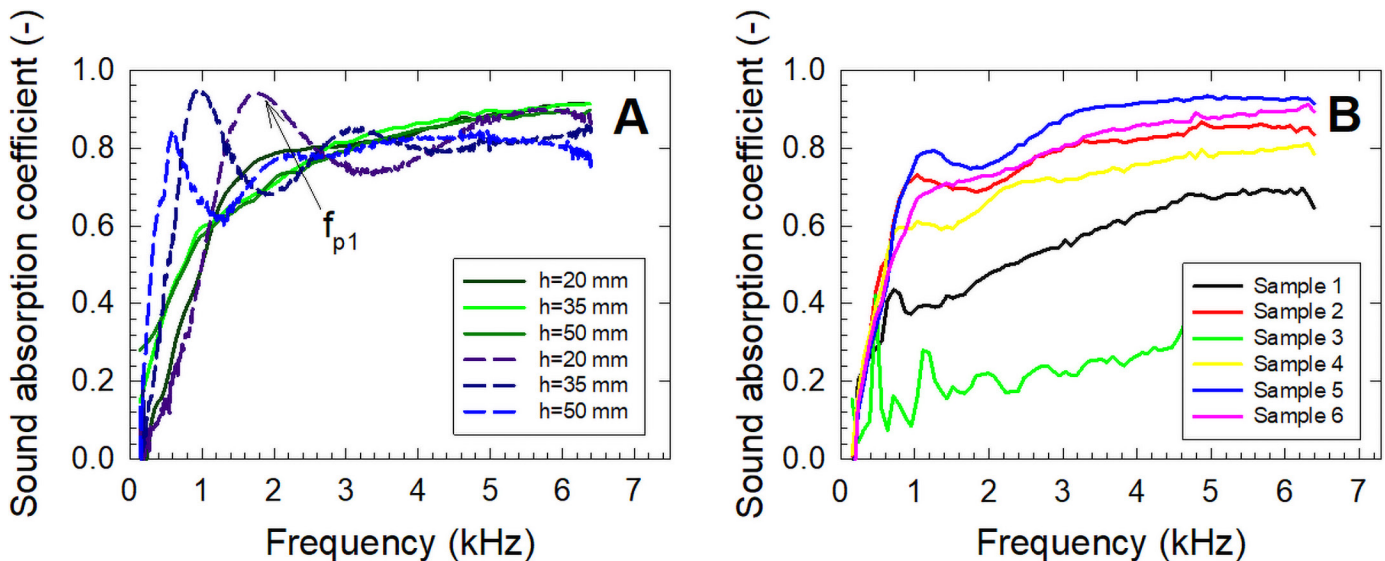 Sound absorption coefficient (-)
1.0
0.8
0.6
0.4
0.2
0.0
0 1 2 3 4 5 6 7
Frequency (kHz)
A
fp1
h=20 mm
h=35 mm
h=50 mm
h=20 mm
h=35 mm
h=50 mm
Sound absorption coefficient (-)
1.0
0.8
0.6
0.4
0.2
0.0
0 1 2 3 4 5 6 7
Frequency (kHz)
B
Sample 1
Sample 2
Sample 3
Sample 4
Sample 5
Sample 6